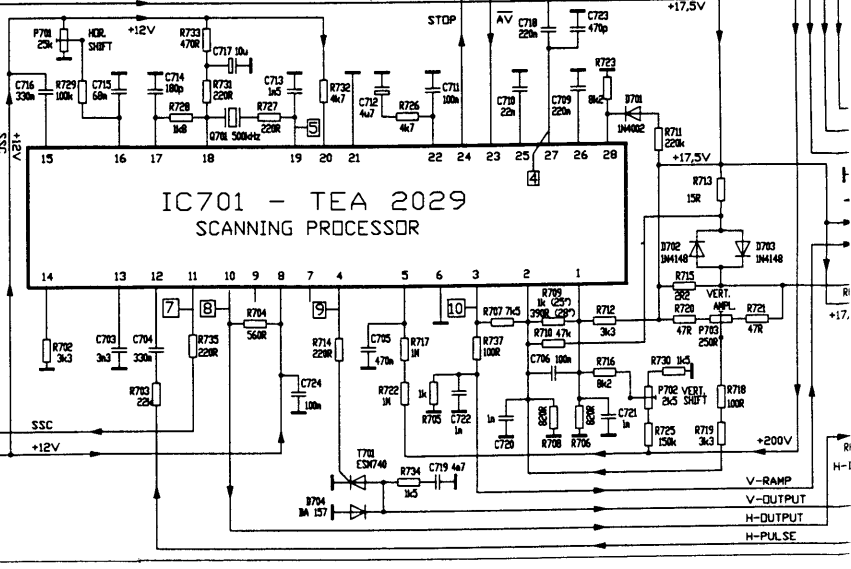 +17,5V
P701
25k
HOR.
SHIFT
+12V
R733
470R
C717 10u
STOP
AV
C718
220n
C723
470p
C716
330n
R729
100k
C715
68n
C714
180p
R731
220R
C713
1n5
R732
4k7
C712
4u7
R726
4k7
C711
100n
C710
22n
C709
220n
R723
8k2
D701
1N4002
R711
220k
R728
1k8
Q701 500kHz
R727
220R
5
SSC
+12V
4
+17,5V
15 16 17 18 19 20 21 22 24 23 25 27 26 28
IC701 - TEA 2029
SCANNING PROCESSOR
R713
15R
D702
1N4148
D703
1N4148
14 13 12 11 10 9 8 7 4 5 6 3 2 1
7
8
9
10
R715
2R2
VERT.
AMPL.
R720
47R
P703
250R
R721
47R
+17,
R702
3k3
C703
3n3
C704
330n
R735
220R
R704
560R
R714
220R
C705
470n
R717
1M
R707 7k5
R709
1k (25")
390R (28")
R712
3k3
R710 47k
R737
100R
C706 100n
R716
8k2
R730 1k5
P702
2k5
VERT.
SHIFT
R718
100R
R703
22k
C724
100n
R722
1M
1k
R705
C722
1n
1n
C720
820R
R708
820R
R706
C721
1n
R725
150k
R719
3k3
SSC
+12V
+200V
T701
ESM740
R734
1k5
C719 4n7
D704
BA 157
V-RAMP
V-OUTPUT
H-OUTPUT
H-PULSE